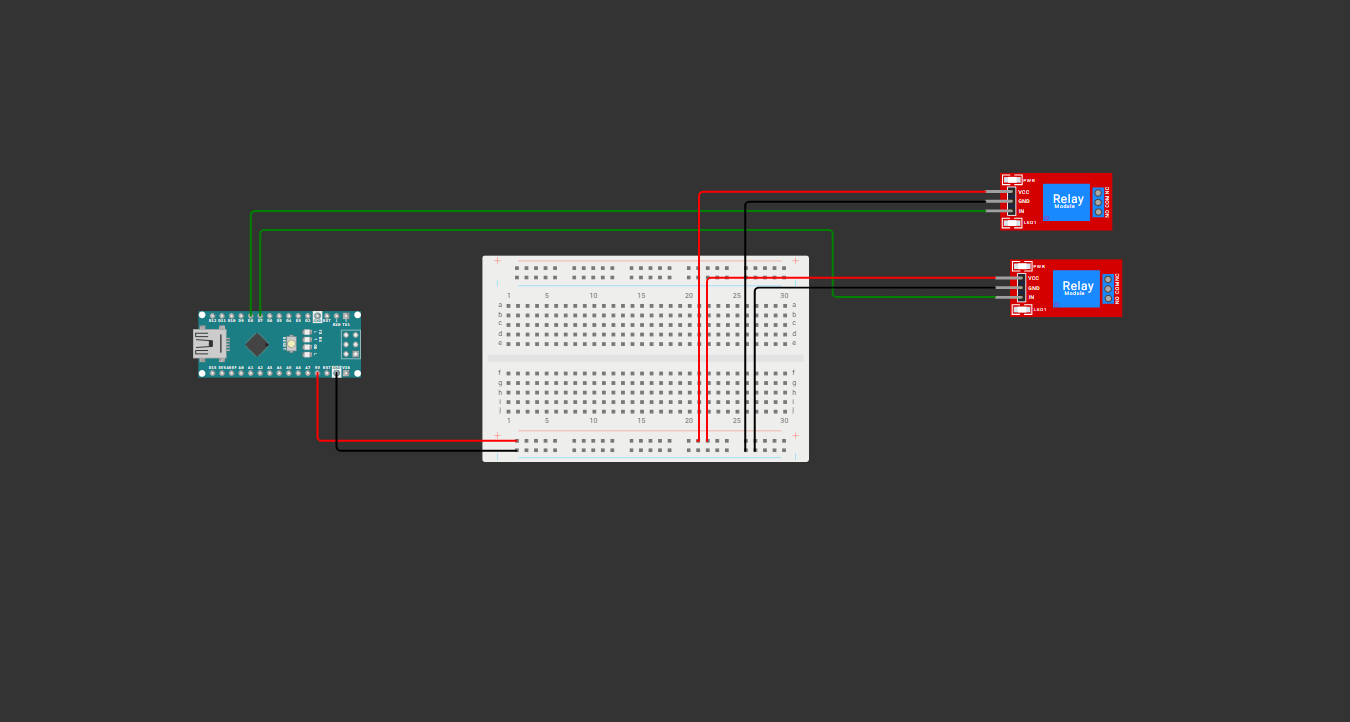 PWR
VCC
GND
IN
LED1
Relay
Module
NO COM NC
PWR
VCC
GND
IN
LED1
Relay
Module
NO COM NC
1 5 10 15 20 25 30
a a
b b
c c
d d
e e
f f
g g
h h
i i
j j
1 5 10 15 20 25 30
D12 D11 D10 D9 D8 D7 D6 D5 D4 D3 D2 GND RST RX0 TX1
RESET
D13 3V3 AREF A0 A1 A2 A3 A4 A5 A6 A7 5V RST GND VIN